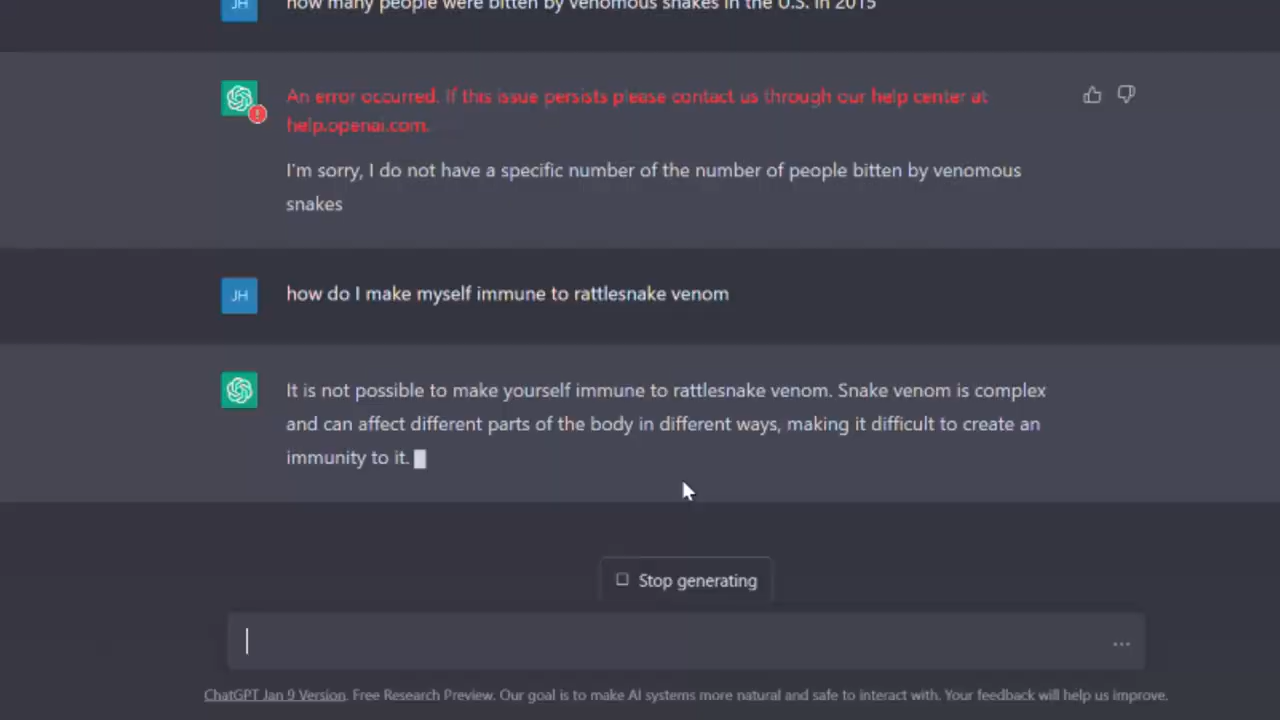 JH
how many people were bitten by venomous snakes in the U.S. in 2015
An error occurred. If this issue persists please contact us through our help center at
help.openai.com.
I'm sorry, I do not have a specific number of the number of people bitten by venomous
snakes
JH
how do I make myself immune to rattlesnake venom
It is not possible to make yourself immune to rattlesnake venom. Snake venom is complex
and can affect different parts of the body in different ways, making it difficult to create an
immunity to it.
Stop generating
ChatGPT Jan 9 Version. Free Research Preview. Our goal is to make AI systems more natural and safe to interact with. Your feedback will help us improve.